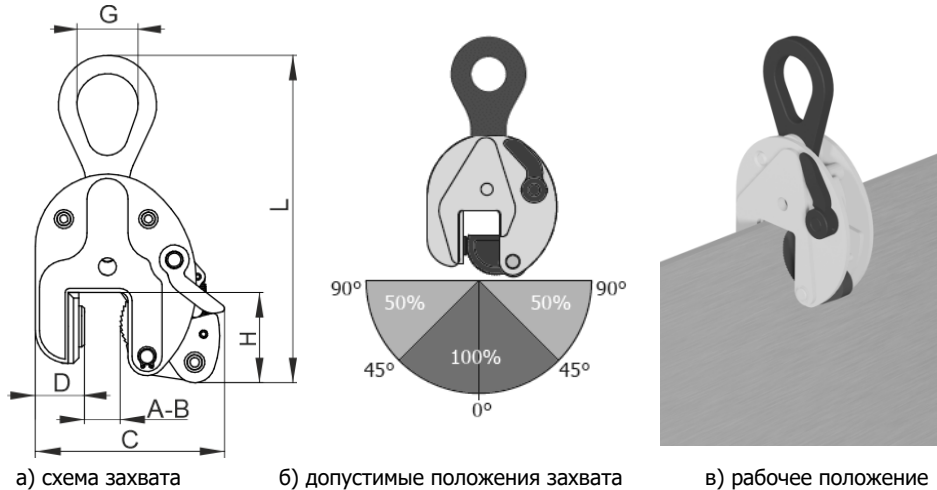 G
L
H
D
A-B
C
90º
50%
50%
90º
45º
100%
45º
0º
а) схема захвата
б) допустимые положения захвата
в) рабочее положение